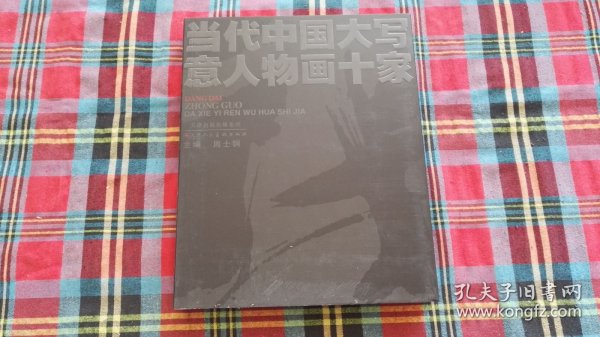 当代中国大写
意人物画十家
DANG DAI
ZHONG GUO
DA XIE YI REN WU HUA SHI JIA
主编 周士钢
孔夫子旧书网
www.kongfz.com